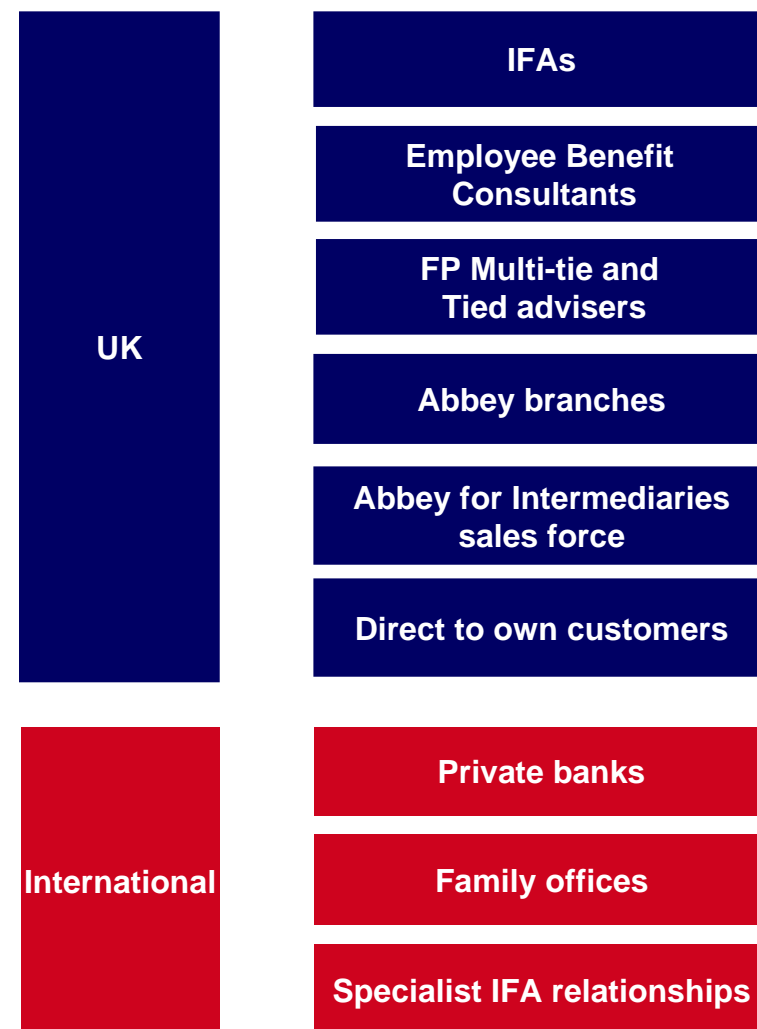 UK
IFAs
Employee Benefit
Consultants
FP Multi-tie and
Tied advisers
Abbey branches
Abbey for Intermediaries
sales force
Direct to own customers
International
Private banks
Family offices
Specialist IFA relationships